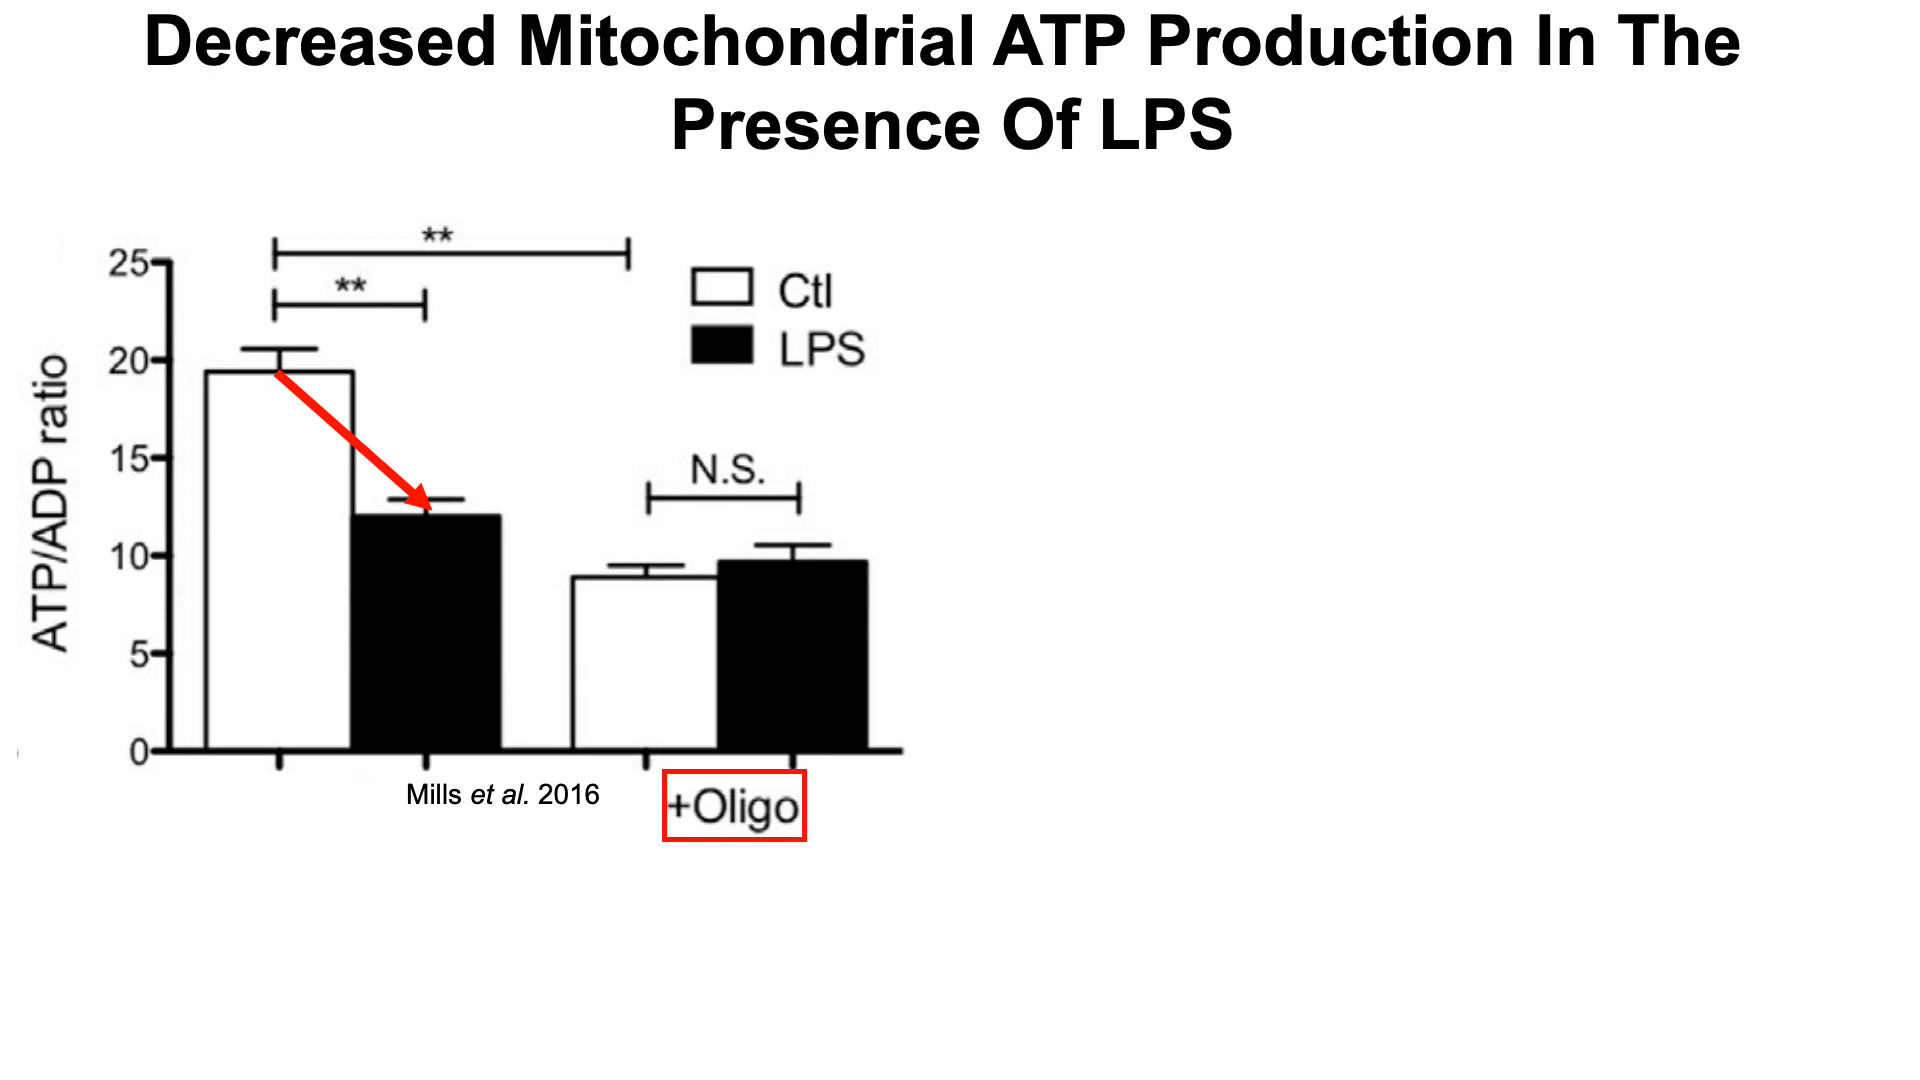 Decreased Mitochondrial ATP Production In The
Presence Of LPS
**
**
Ctl
LPS
N.S.
ATP/ADP ratio
25
20
15
10
5
0
Mills et al. 2016
+Oligo